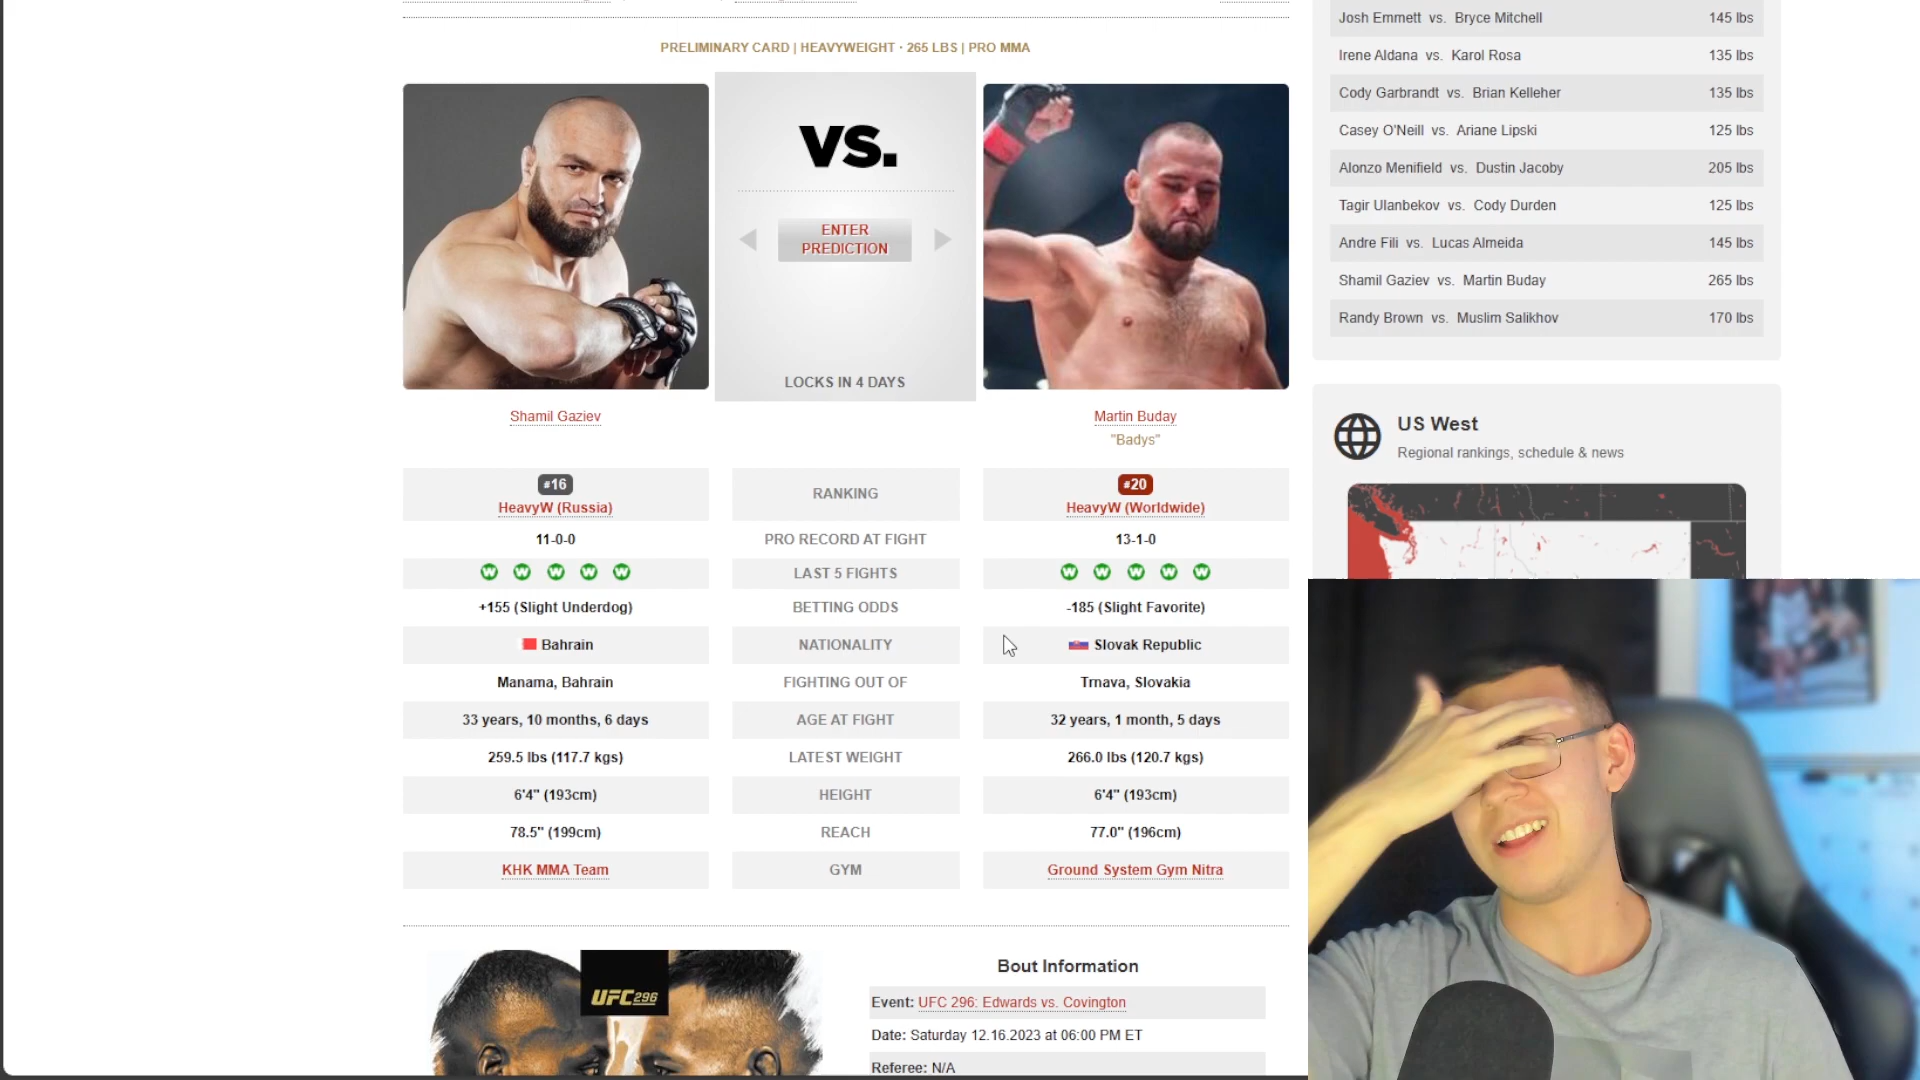 PRELIMINARY CARD | HEAVYWEIGHT · 265 LBS | PRO MMA
VS.
ENTER
PREDICTION
LOCKS IN 4 DAYS
Shamil Gaziev
Martin Buday
"Badys"
#16
HeavyW (Russia)
RANKING
#20
HeavyW (Worldwide)
11-0-0 PRO RECORD AT FIGHT 13-1-0
W W W W W LAST 5 FIGHTS W W W W W
+155 (Slight Underdog) BETTING ODDS -185 (Slight Favorite)
Bahrain NATIONALITY Slovak Republic
Manama, Bahrain FIGHTING OUT OF Trnava, Slovakia
33 years, 10 months, 6 days AGE AT FIGHT 32 years, 1 month, 5 days
259.5 lbs (117.7 kgs) LATEST WEIGHT 266.0 lbs (120.7 kgs)
6'4" (193cm) HEIGHT 6'4" (193cm)
78.5" (199cm) REACH 77.0" (196cm)
KHK MMA Team GYM Ground System Gym Nitra
UFC 296
Bout Information
Event: UFC 296: Edwards vs. Covington
Date: Saturday 12.16.2023 at 06:00 PM ET
Referee: N/A
Josh Emmett vs. Bryce Mitchell 145 lbs
Irene Aldana vs. Karol Rosa 135 lbs
Cody Garbrandt vs. Brian Kelleher 135 lbs
Casey O'Neill vs. Ariane Lipski 125 lbs
Alonzo Menifield vs. Dustin Jacoby 205 lbs
Tagir Ulanbekov vs. Cody Durden 125 lbs
Andre Fili vs. Lucas Almeida 145 lbs
Shamil Gaziev vs. Martin Buday 265 lbs
Randy Brown vs. Muslim Salikhov 170 lbs
US West
Regional rankings, schedule & news